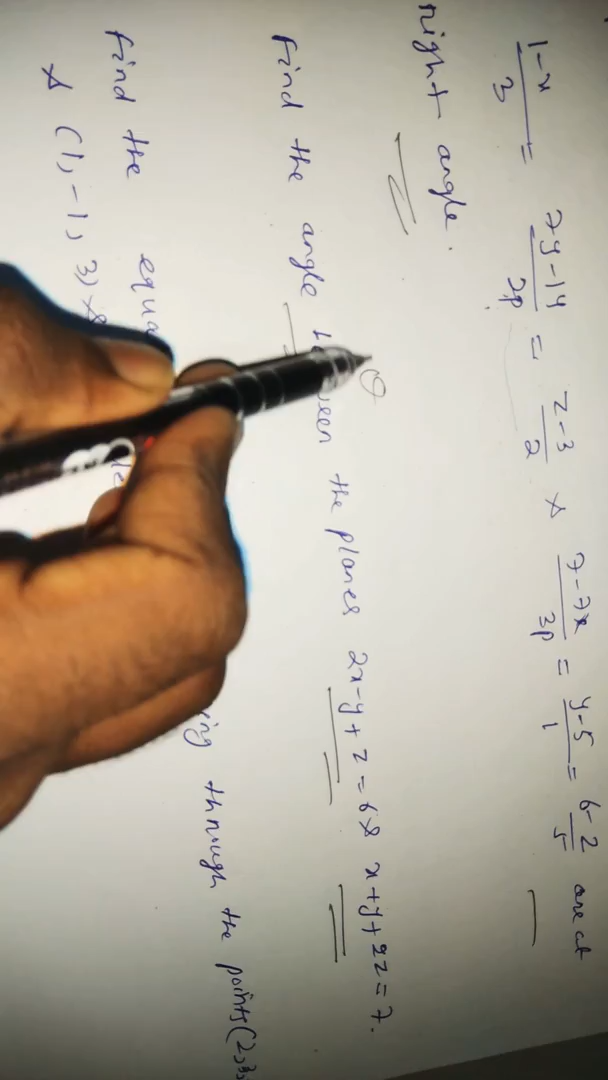 1-x/3 = 7y-14/2p = z-3/2 & 7-7x/3p = y-5/1 = 6-z/5 are at
right angle.
Find the angle between the planes 2x-y+z=6 & x+y+2z=7.
Find the through the points (2,3,
& (1,-1,3) &